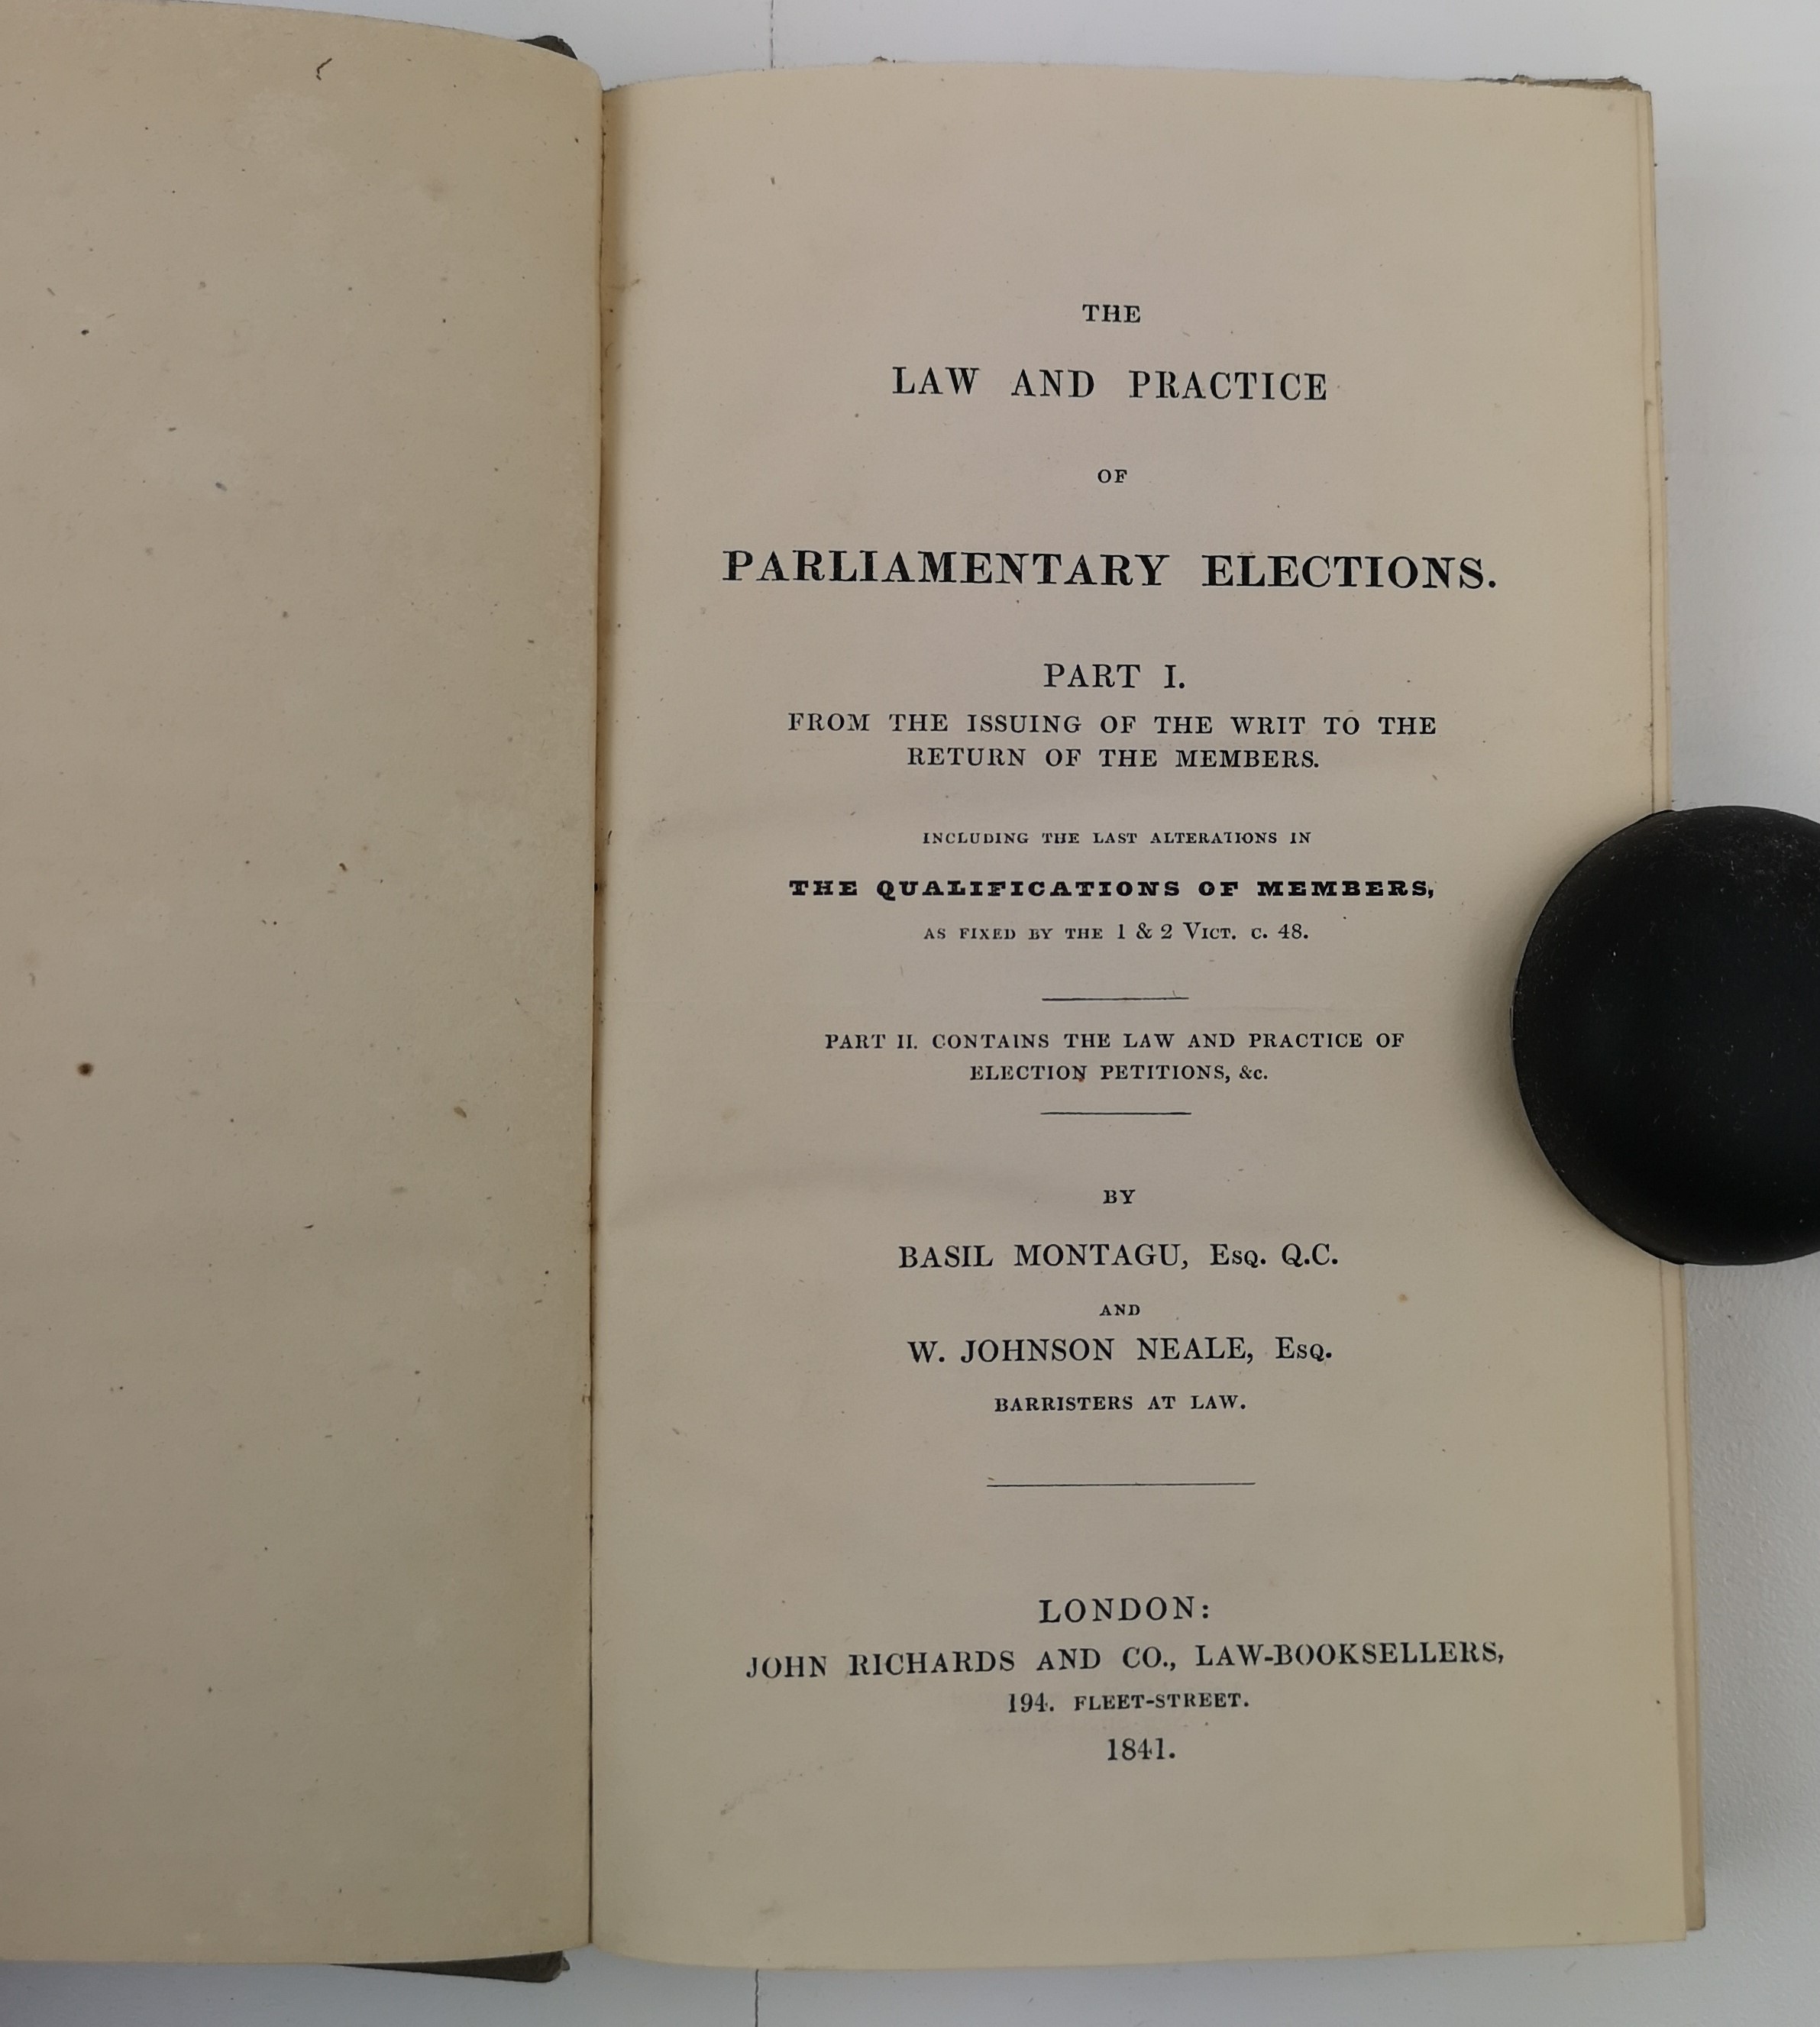 THE
LAW AND PRACTICE
OF
PARLIAMENTARY ELECTIONS.
PART I.
FROM THE ISSUING OF THE WRIT TO THE
RETURN OF THE MEMBERS.
INCLUDING THE LAST ALTERATIONS IN
THE QUALIFICATIONS OF MEMBERS,
AS FIXED BY THE 1 & 2 VICT. C. 48.
PART II. CONTAINS THE LAW AND PRACTICE OF
ELECTION PETITIONS, &c.
BY
BASIL MONTAGU, ESQ. Q.C.
AND
W. JOHNSON NEALE, ESQ.
BARRISTERS AT LAW.
LONDON:
JOHN RICHARDS AND CO., LAW-BOOKSELLERS,
194. FLEET-STREET.
1841.